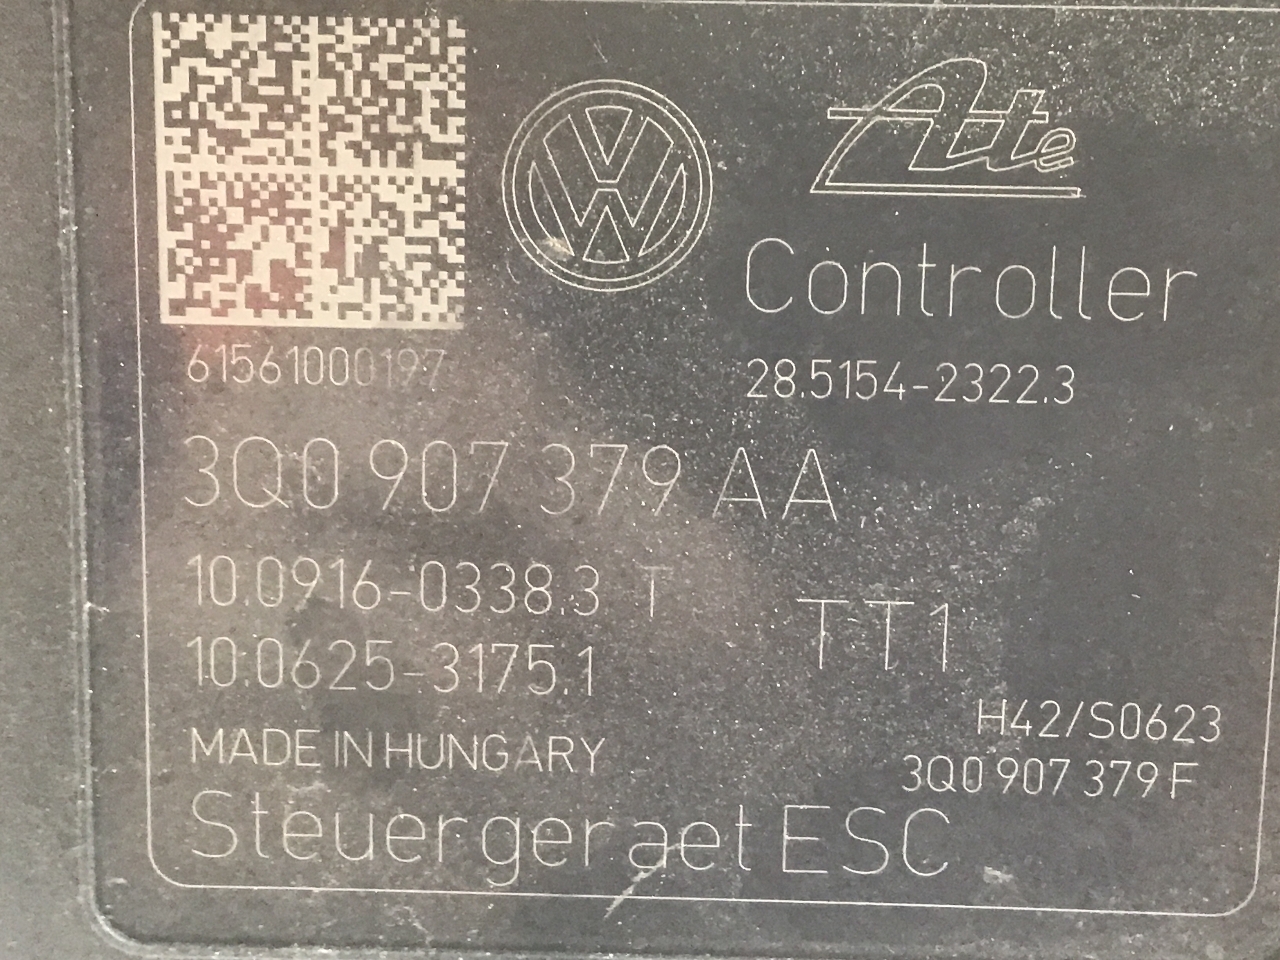 Ate
Controller
61561000197
28.5154-2322.3
3Q0 907 379 AA
10.0916-0338.3 T
TT1
10.0625-3175.1
H42/S0623
MADE IN HUNGARY
3Q0 907 379 F
Steuergeraet ESC